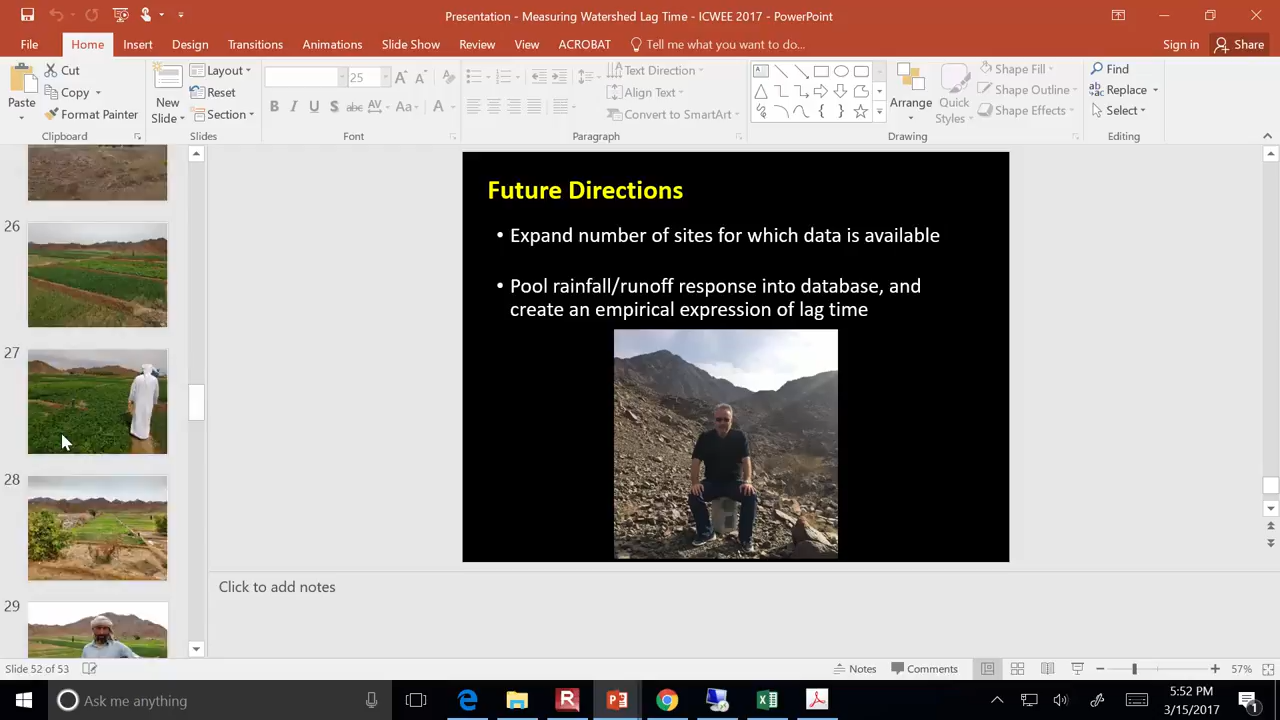 Presentation - Measuring Watershed Lag Time - ICWEE 2017 - PowerPoint
File Home Insert Design Transitions Animations Slide Show Review View ACROBAT Tell me what you want to do... Sign in Share
Paste
Cut
Copy
Format Painter
Clipboard
New Slide
Layout
Reset
Section
Slides
25
B I U S abc AV Aa A
Font
Text Direction
Align Text
Convert to SmartArt
Paragraph
Arrange
Quick Styles
Shape Fill
Shape Outline
Shape Effects
Drawing
Find
Replace
Select
Editing
26
27
28
29
Future Directions
• Expand number of sites for which data is available
• Pool rainfall/runoff response into database, and
create an empirical expression of lag time
Click to add notes
Slide 52 of 53 Notes Comments 57%
Ask me anything
5:52 PM
3/15/2017